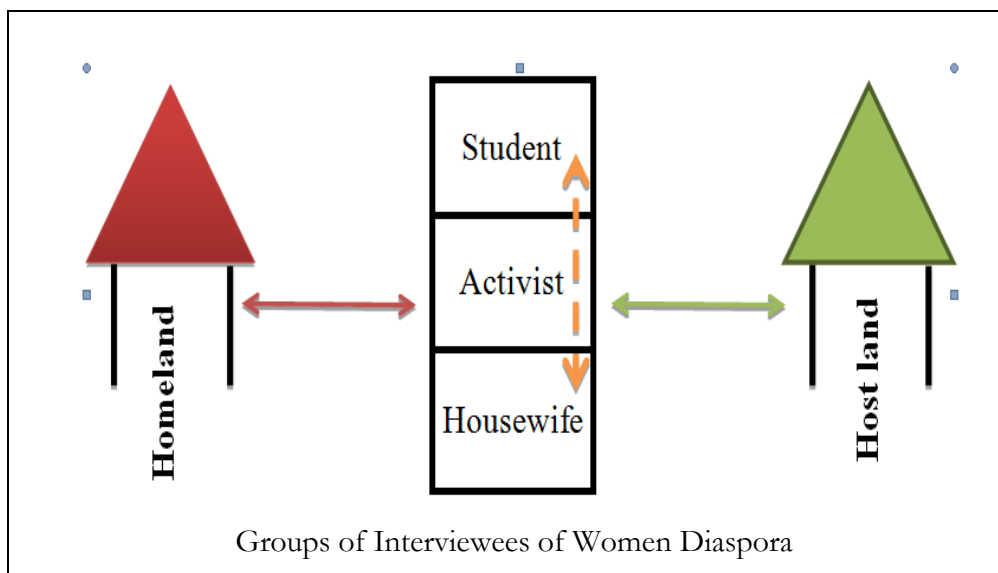 Student
Activist
Housewife
Homeland
Host land
Groups of Interviewees of Women Diaspora